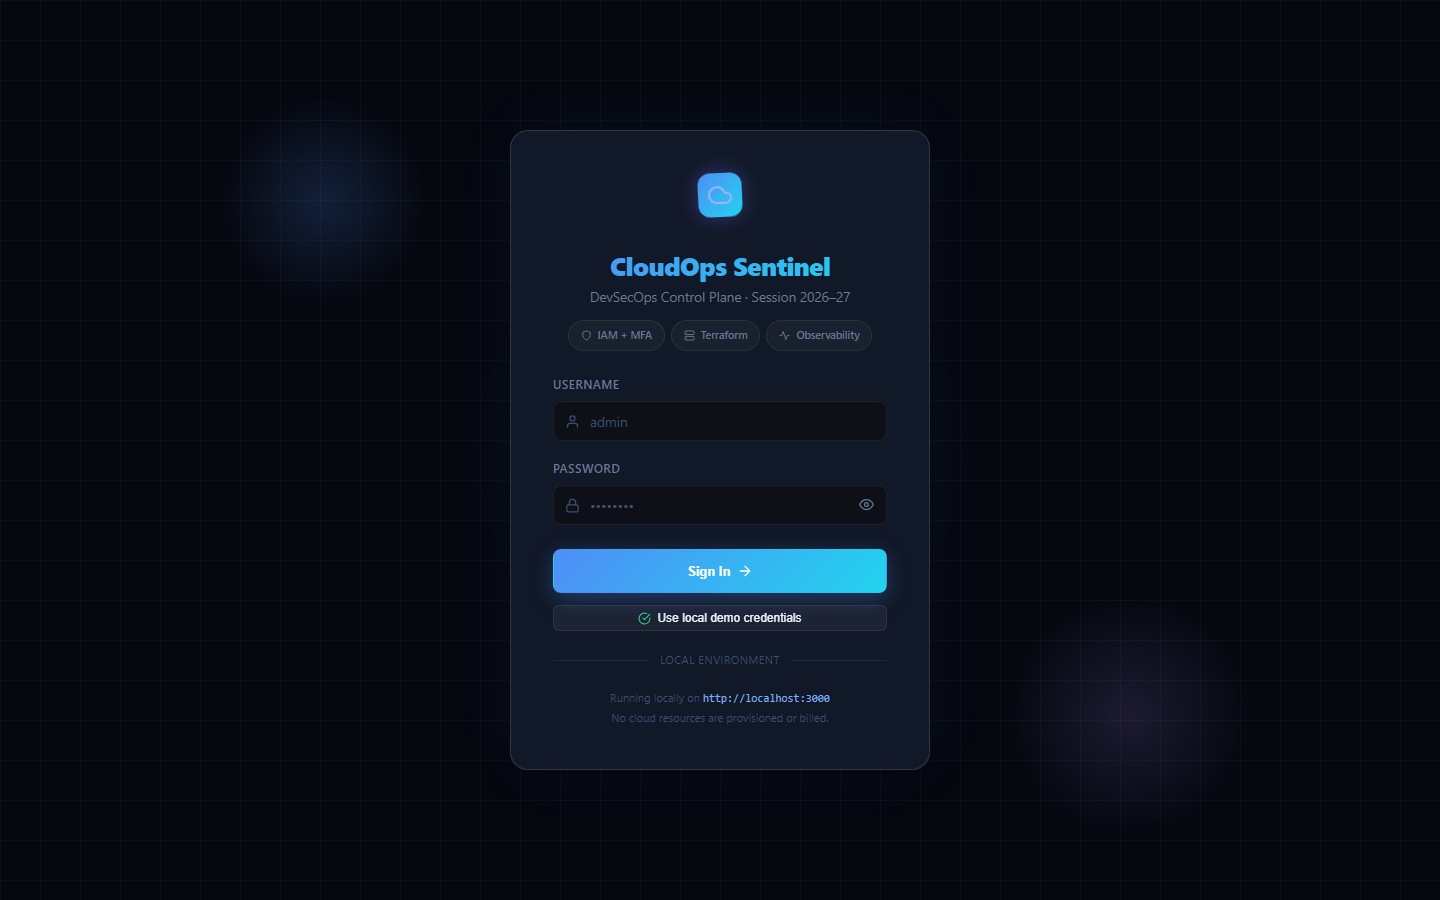 CloudOps Sentinel
DevSecOps Control Plane · Session 2026–27
IAM + MFA Terraform Observability
USERNAME
admin
PASSWORD
••••••••
Sign In →
Use local demo credentials
LOCAL ENVIRONMENT
Running locally on http://localhost:3000
No cloud resources are provisioned or billed.